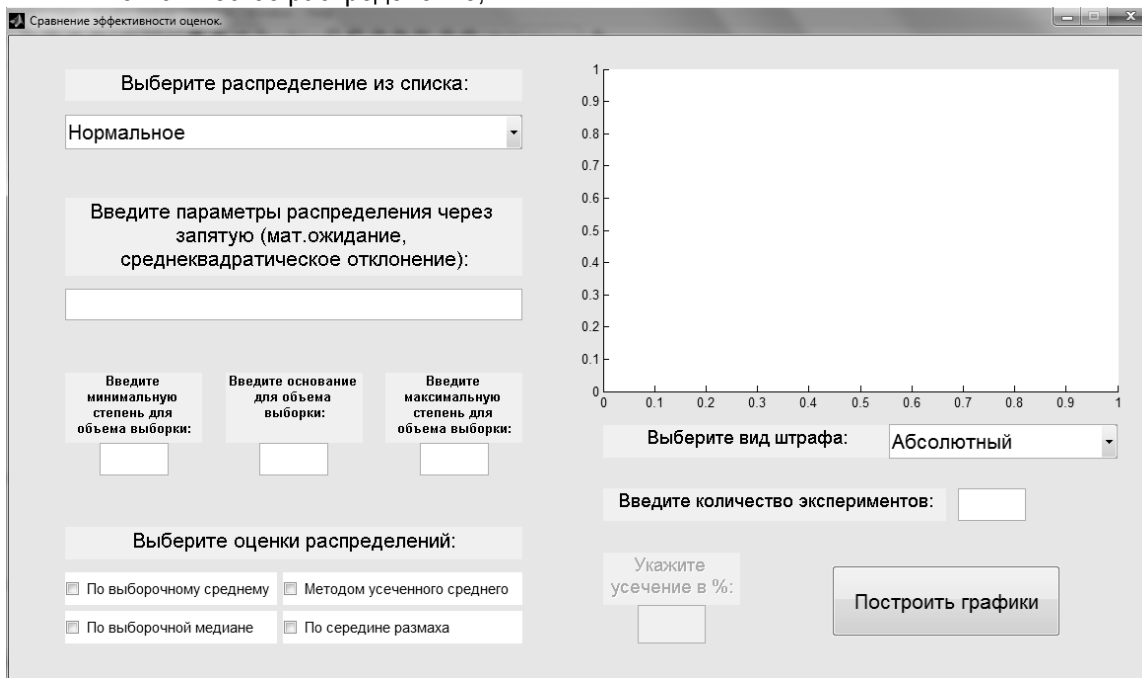 Сравнение эффективности оценок.
Выберите распределение из списка:
Нормальное
Введите параметры распределения через
запятую (мат.ожидание,
среднеквадратическое отклонение):
Введите
минимальную
степень для
объема выборки:
Введите основание
для объема
выборки:
Введите
максимальную
степень для
объема выборки:
Выберите оценки распределений:
По выборочному среднему
Методом усеченного среднего
По выборочной медиане
По середине размаха
1
0.9
0.8
0.7
0.6
0.5
0.4
0.3
0.2
0.1
0
0 0.1 0.2 0.3 0.4 0.5 0.6 0.7 0.8 0.9 1
Выберите вид штрафа:
Абсолютный
Введите количество экспериментов:
Укажите
усечение в %:
Построить графики